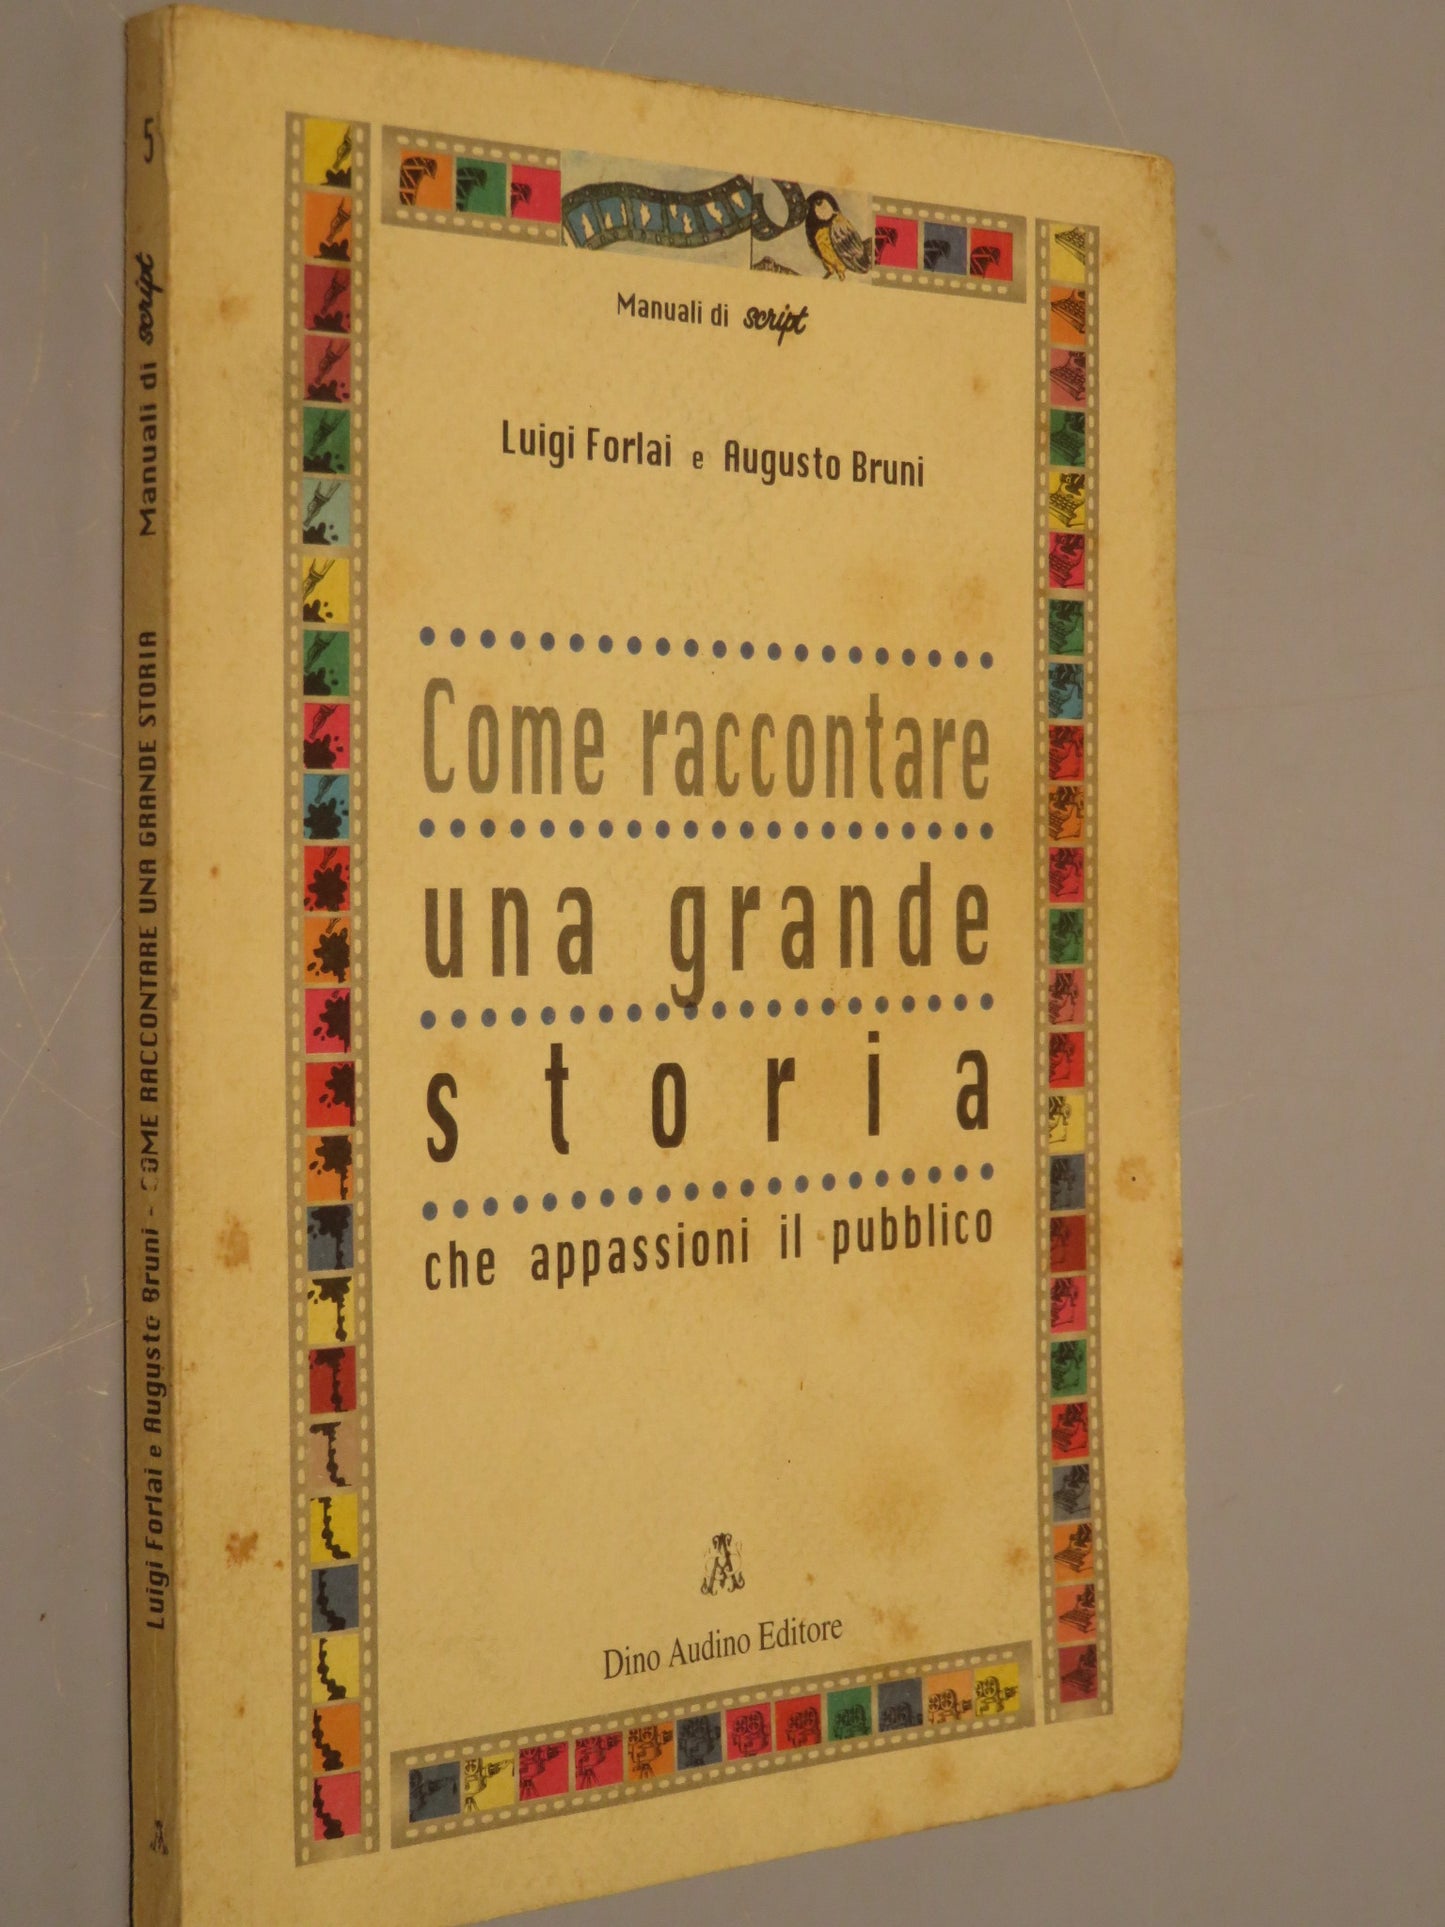 Manuali di script
Luigi Forlai e Augusto Bruni
Come raccontare
una grande
storia
che appassioni il pubblico
Dino Audino Editore
Luigi Forlai e Augusto Bruni - COME RACCONTARE UNA GRANDE STORIA Manuali di script 5